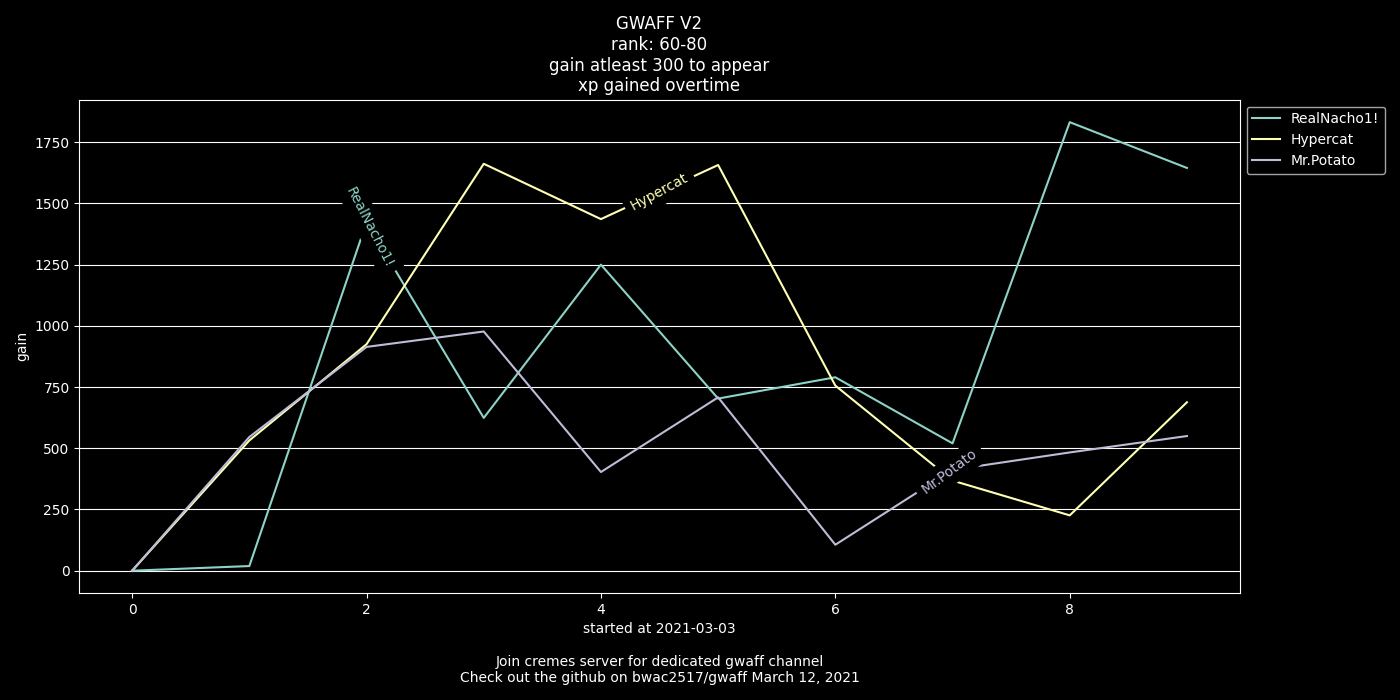 GWAFF V2
rank: 60-80
gain atleast 300 to appear
xp gained overtime
RealNacho1!
Hypercat
Mr.Potato
1750
1500
1250
1000
750
500
250
0
gain
RealNacho1!
Hypercat
Mr.Potato
0 2 4 6 8
started at 2021-03-03
Join cremes server for dedicated gwaff channel
Check out the github on bwac2517/gwaff March 12, 2021